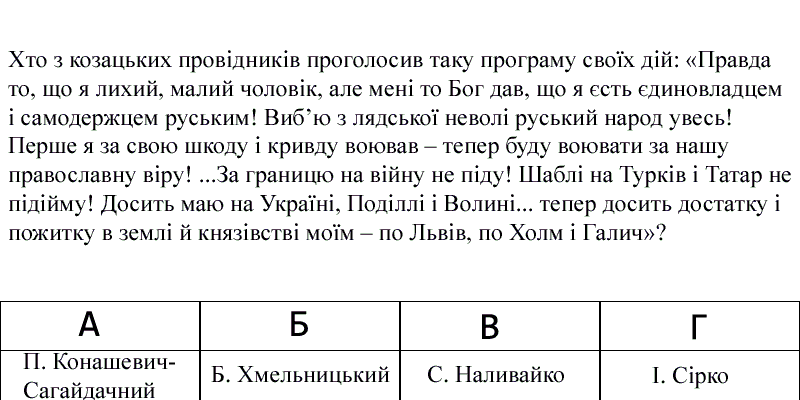 Хто з козацьких провідників проголосив таку програму своїх дій: «Правда
то, що я лихий, малий чоловік, але мені то Бог дав, що я єсть єдиновладцем
і самодержцем руським! Виб’ю з лядської неволі руський народ увесь!
Перше я за свою шкоду і кривду воював – тепер буду воювати за нашу
православну віру! ...За границю на війну не піду! Шаблі на Турків і Татар не
підійму! Досить маю на Україні, Поділлі і Волині... тепер досить достатку і
пожитку в землі й князівстві моїм – по Львів, по Холм і Галич»?
А Б В Г
П. Конашевич-
Сагайдачний
Б. Хмельницький
С. Наливайко
І. Сірко